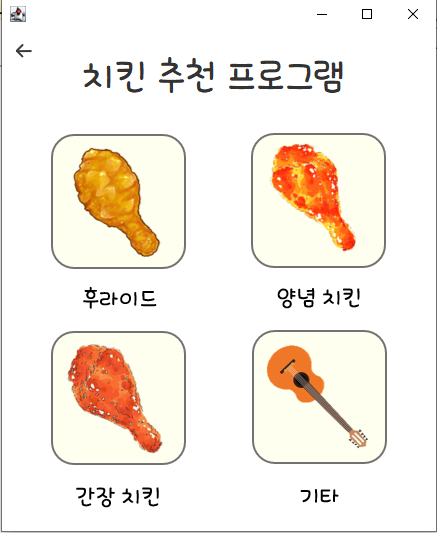 치킨 추천 프로그램
후라이드
양념 치킨
간장 치킨
기타